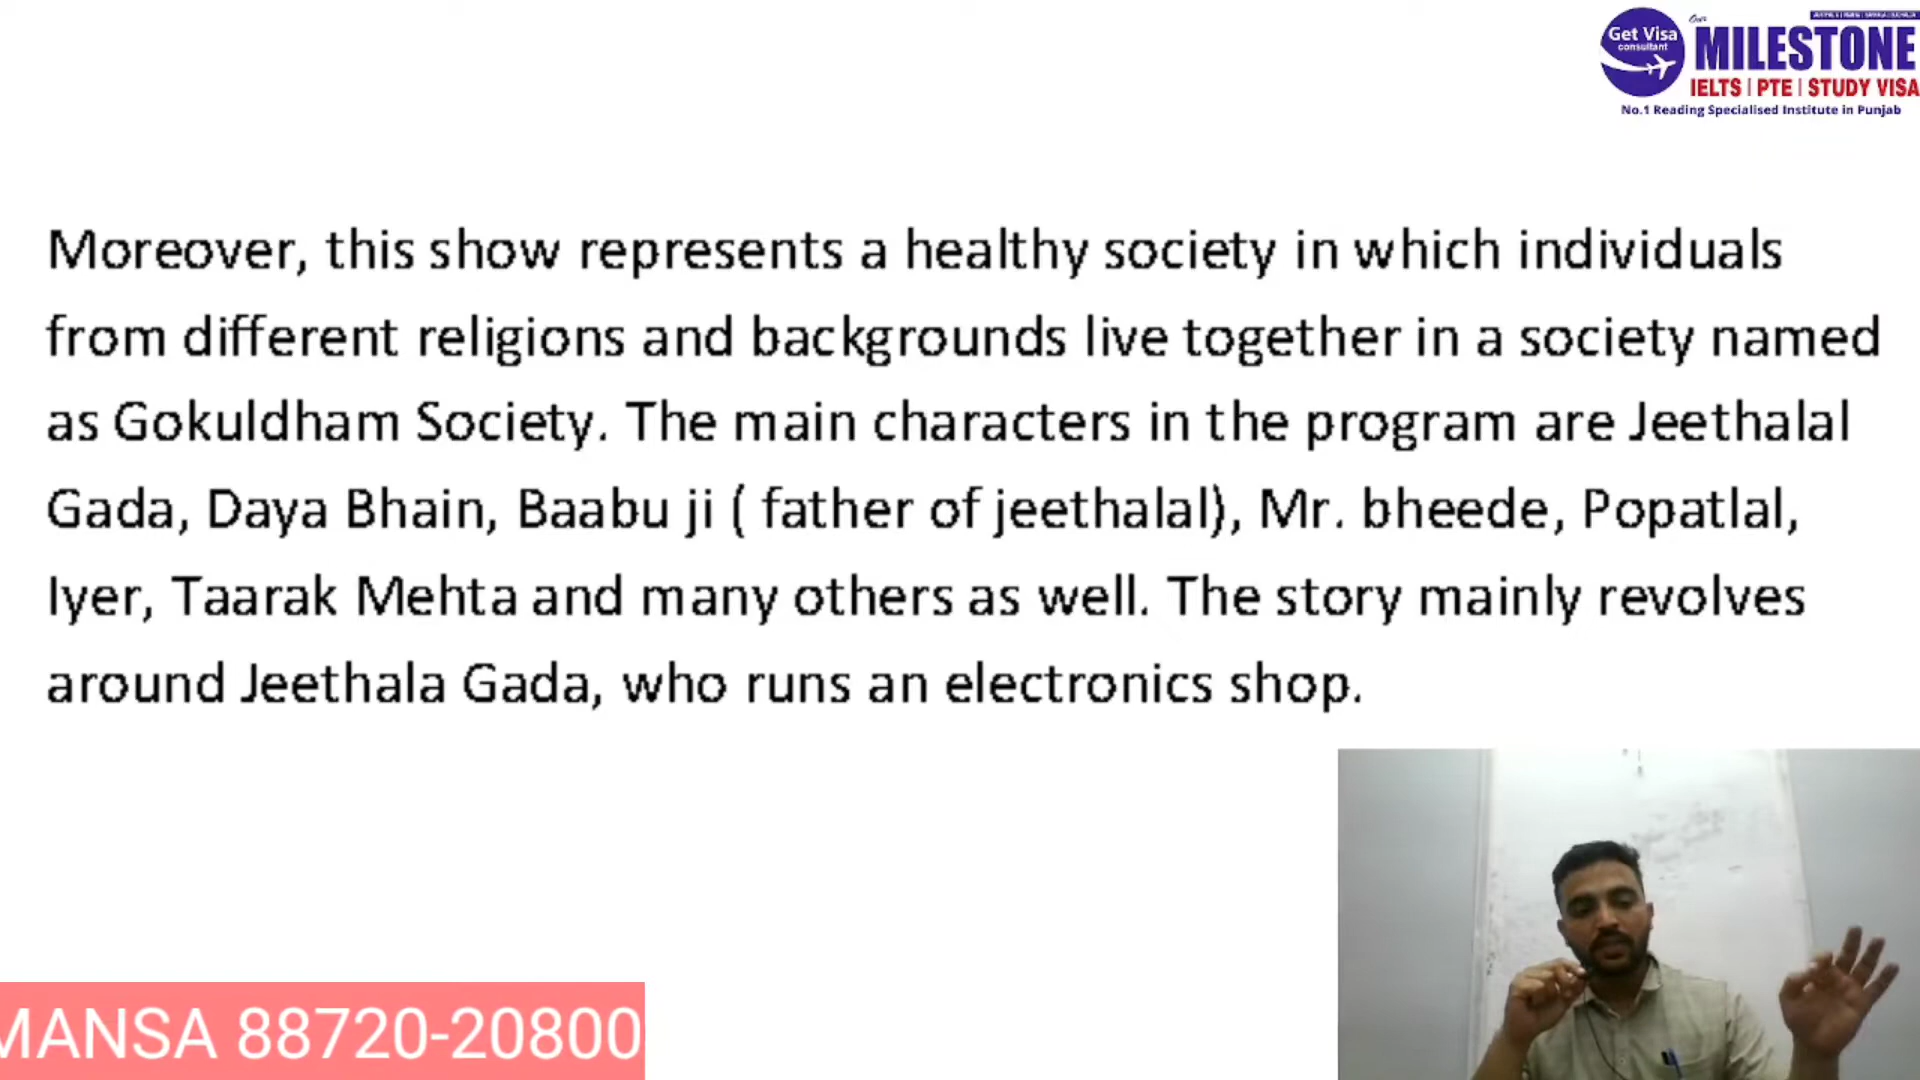 Get Visa
consultant
Our
MILESTONE
IELTS | PTE | STUDY VISA
No.1 Reading Specialised Institute in Punjab
Moreover, this show represents a healthy society in which individuals
from different religions and backgrounds live together in a society named
as Gokuldham Society. The main characters in the program are Jeethalal
Gada, Daya Bhain, Baabu ji ( father of jeethalal), Mr. bheede, Popatlal,
Iyer, Taarak Mehta and many others as well. The story mainly revolves
around Jeethala Gada, who runs an electronics shop.
MANSA 88720-20800